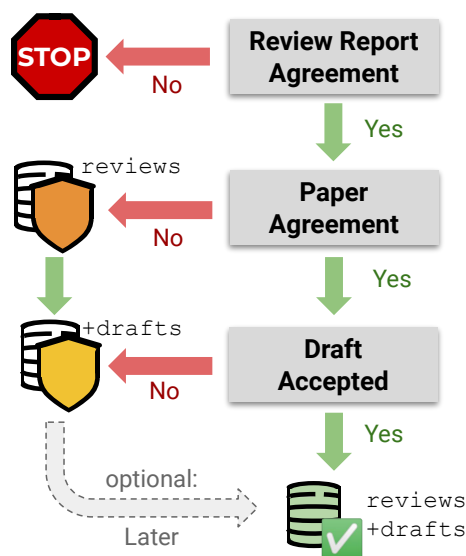 STOP
Review Report
Agreement
No
Yes
reviews
Paper
Agreement
No
Yes
+drafts
Draft
Accepted
No
Yes
optional:
Later
reviews
+drafts